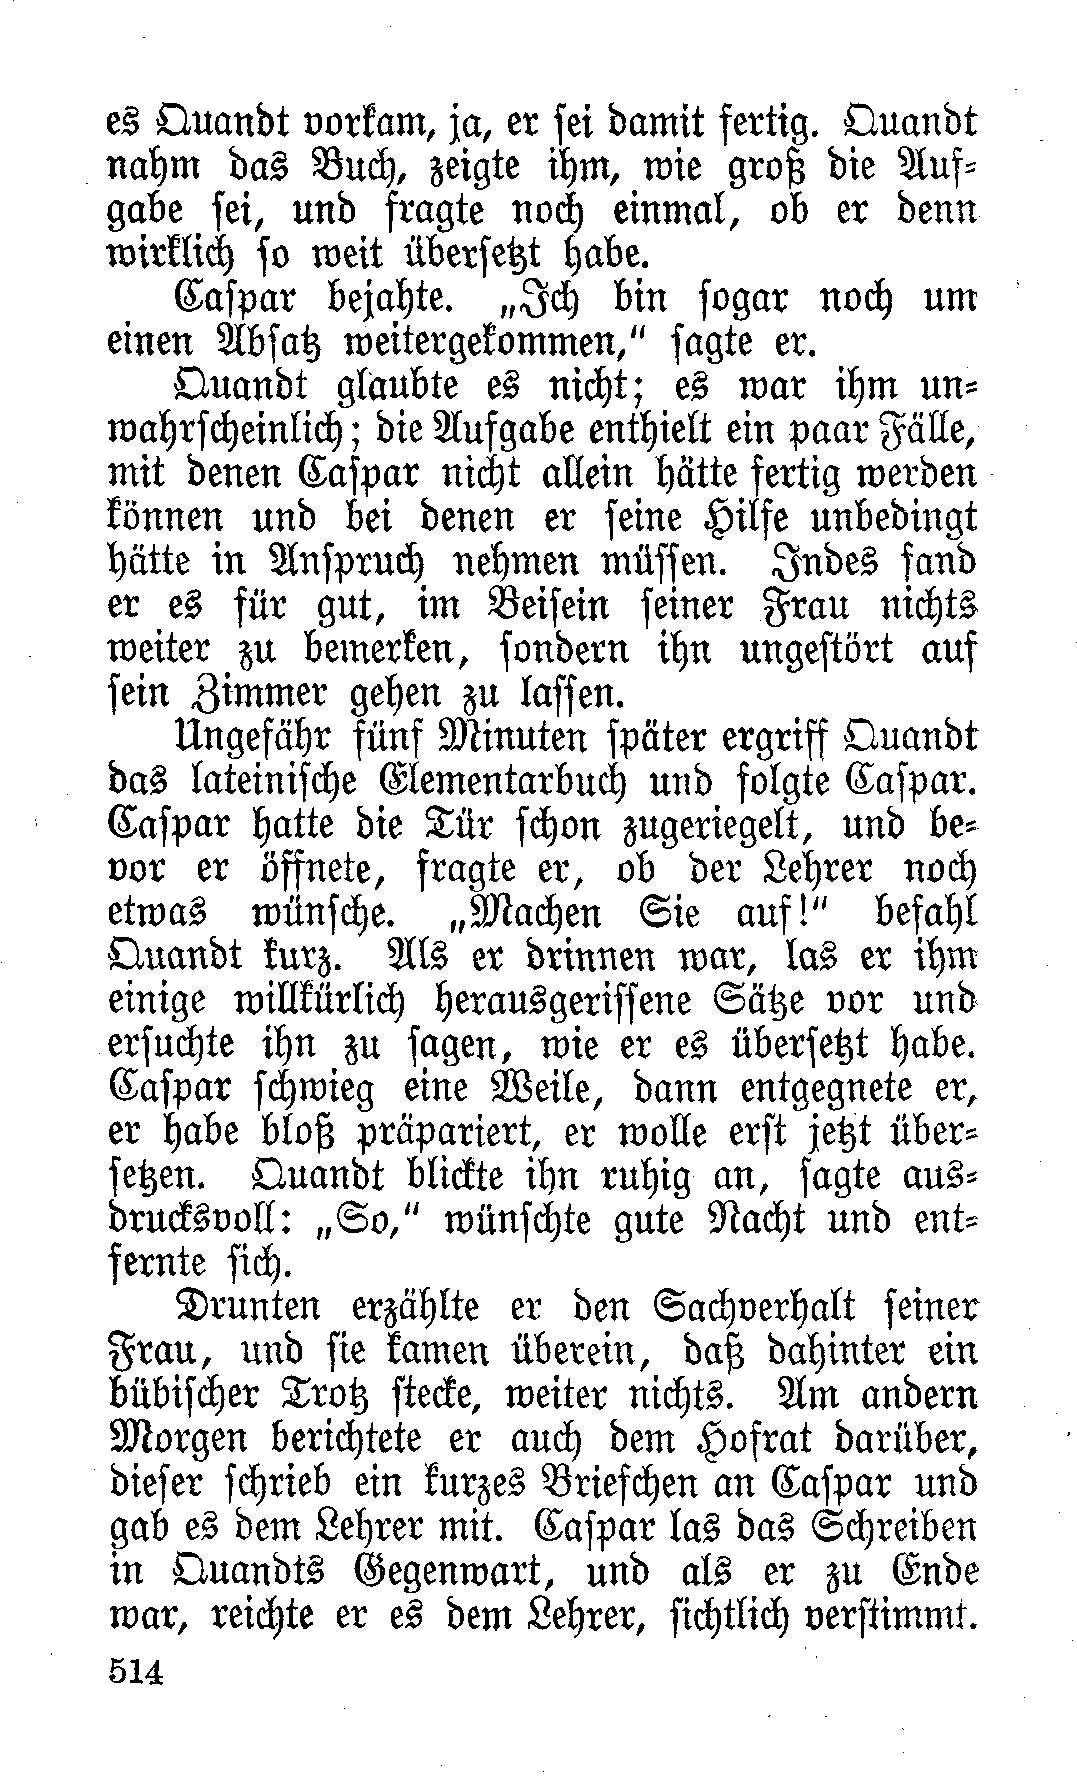 es Quandt vorkam, ja, er sei damit fertig. Quandt
nahm das Buch, zeigte ihm, wie groß die Auf-
gabe sei, und fragte noch einmal, ob er denn
wirklich so weit übersetzt habe.
Caspar bejahte. „Ich bin sogar noch um
einen Absatz weitergekommen,“ sagte er.
Quandt glaubte es nicht; es war ihm un-
wahrscheinlich; die Aufgabe enthielt ein paar Fälle,
mit denen Caspar nicht allein hätte fertig werden
können und bei denen er seine Hilfe unbedingt
hätte in Anspruch nehmen müssen. Indes fand
er es für gut, im Beisein seiner Frau nichts
weiter zu bemerken, sondern ihn ungestört auf
sein Zimmer gehen zu lassen.
Ungefähr fünf Minuten später ergriff Quandt
das lateinische Elementarbuch und folgte Caspar.
Caspar hatte die Tür schon zugeriegelt, und be-
vor er öffnete, fragte er, ob der Lehrer noch
etwas wünsche. „Machen Sie auf!“ befahl
Quandt kurz. Als er drinnen war, las er ihm
einige willkürlich herausgerissene Sätze vor und
ersuchte ihn zu sagen, wie er es übersetzt habe.
Caspar schwieg eine Weile, dann entgegnete er,
er habe bloß präpariert, er wolle erst jetzt über-
setzen. Quandt blickte ihn ruhig an, sagte aus-
drucksvoll: „So,“ wünschte gute Nacht und ent-
fernte sich.
Drunten erzählte er den Sachverhalt seiner
Frau, und sie kamen überein, daß dahinter ein
bübischer Trotz stecke, weiter nichts. Am andern
Morgen berichtete er auch dem Hofrat darüber,
dieser schrieb ein kurzes Briefchen an Caspar und
gab es dem Lehrer mit. Caspar las das Schreiben
in Quandts Gegenwart, und als er zu Ende
war, reichte er es dem Lehrer, sichtlich verstimmt.
514